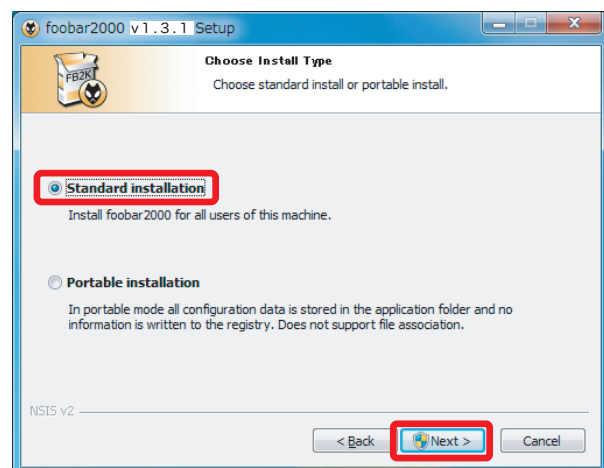 foobar2000 v1.3.1 Setup
FB2K
Choose Install Type
Choose standard install or portable install.
Standard installation
Install foobar2000 for all users of this machine.
Portable installation
In portable mode all configuration data is stored in the application folder and no
information is written to the registry. Does not support file association.
NSIS v2
< Back
Next >
Cancel